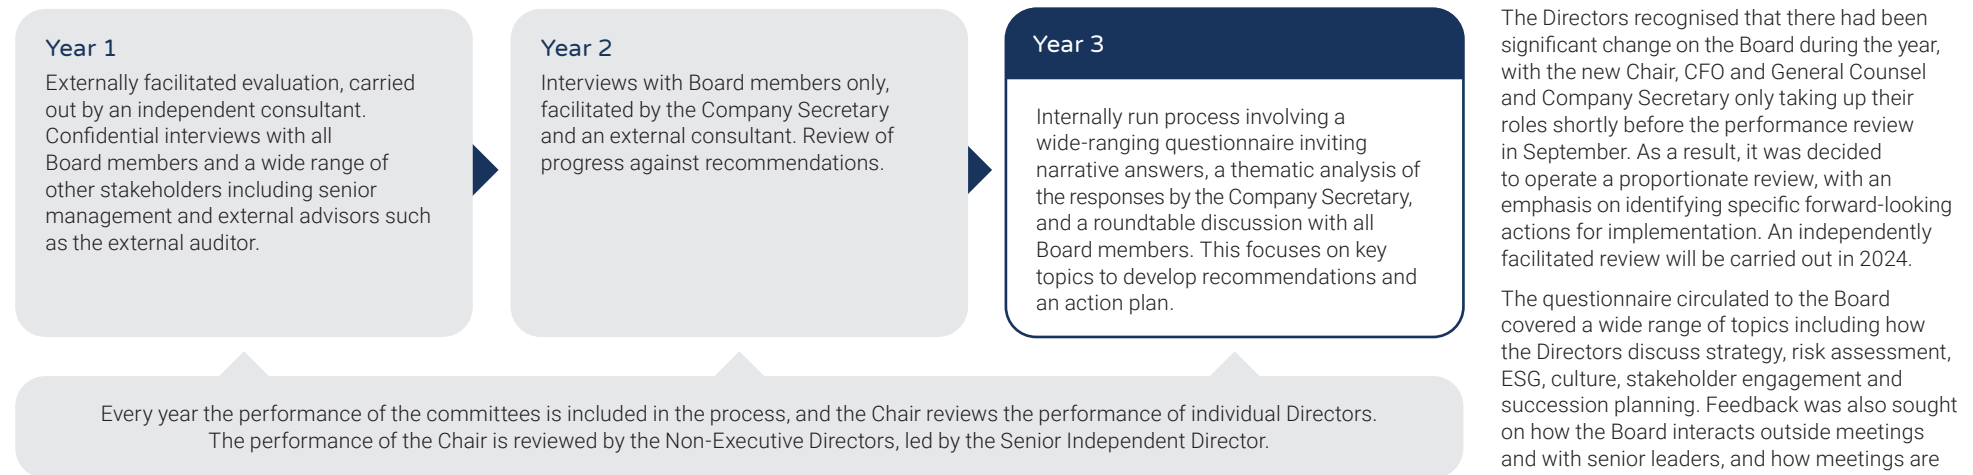 Year 1
Externally facilitated evaluation, carried
out by an independent consultant.
Confidential interviews with all
Board members and a wide range of
other stakeholders including senior
management and external advisors such
as the external auditor.
Year 2
Interviews with Board members only,
facilitated by the Company Secretary
and an external consultant. Review of
progress against recommendations.
Year 3
Internally run process involving a
wide-ranging questionnaire inviting
narrative answers, a thematic analysis of
the responses by the Company Secretary,
and a roundtable discussion with all
Board members. This focuses on key
topics to develop recommendations and
an action plan.
Every year the performance of the committees is included in the process, and the Chair reviews the performance of individual Directors.
The performance of the Chair is reviewed by the Non-Executive Directors, led by the Senior Independent Director.
The Directors recognised that there had been
significant change on the Board during the year,
with the new Chair, CFO and General Counsel
and Company Secretary only taking up their
roles shortly before the performance review
in September. As a result, it was decided
to operate a proportionate review, with an
emphasis on identifying specific forward-looking
actions for implementation. An independently
facilitated review will be carried out in 2024.
The questionnaire circulated to the Board
covered a wide range of topics including how
the Directors discuss strategy, risk assessment,
ESG, culture, stakeholder engagement and
succession planning. Feedback was also sought
on how the Board interacts outside meetings
and with senior leaders, and how meetings are